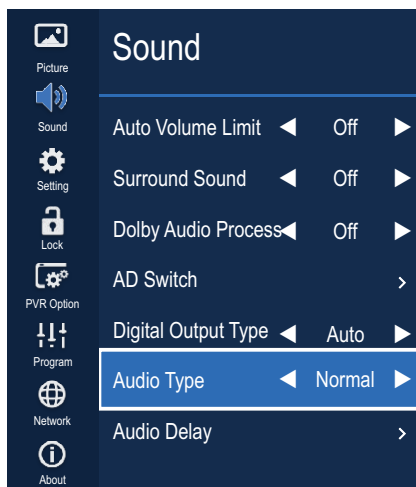 Picture
Sound
Setting
Lock
PVR Option
Program
Network
About
Sound
Auto Volume Limit Off
Surround Sound Off
Dolby Audio Process Off
AD Switch
Digital Output Type Auto
Audio Type Normal
Audio Delay